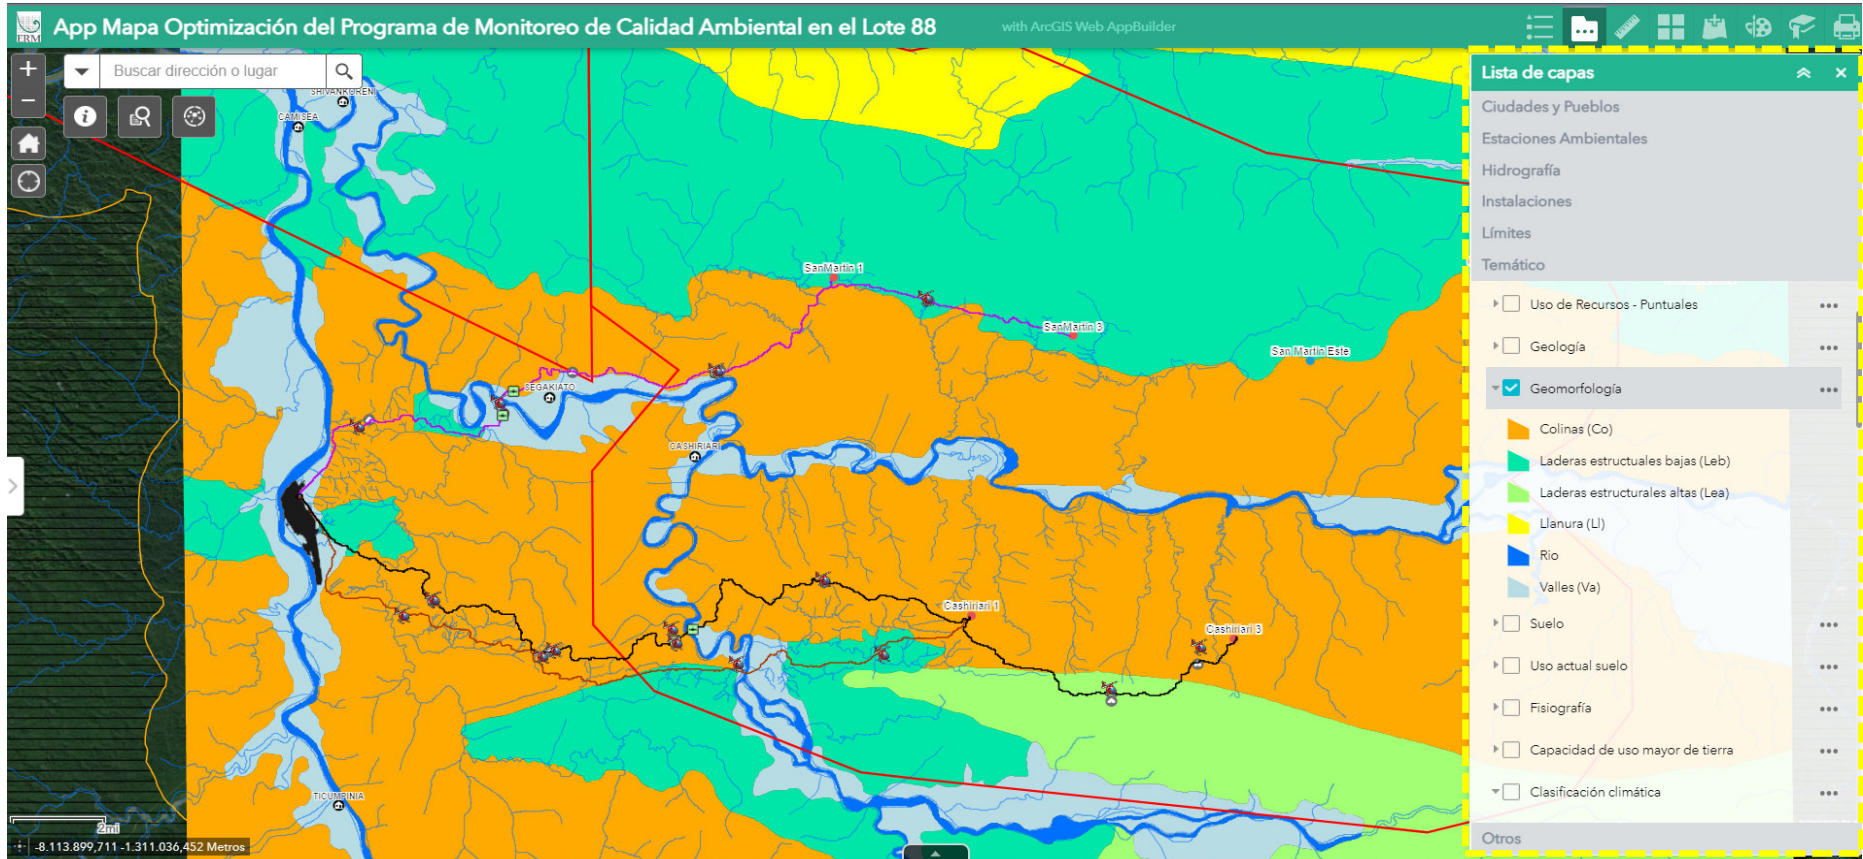 ERM
App Mapa Optimización del Programa de Monitoreo de Calidad Ambiental en el Lote 88
with ArcGIS Web AppBuilder
Buscar dirección o lugar
SHIVANKORENI
CAMISEA
SanMartin 1
SanMartin 3
San Martin Este
SEGAKIATO
CASHIRIARI
Cashiriari 1
Cashiriari 3
TICUMPINIA
2mi
-8.113.899,711 -1.311.036,452 Metros
Lista de capas
Ciudades y Pueblos
Estaciones Ambientales
Hidrografía
Instalaciones
Límites
Temático
Uso de Recursos - Puntuales
Geología
Geomorfología
Colinas (Co)
Laderas estructuales bajas (Leb)
Laderas estructurales altas (Lea)
Llanura (Ll)
Rio
Valles (Va)
Suelo
Uso actual suelo
Fisiografía
Capacidad de uso mayor de tierra
Clasificación climática
Otros